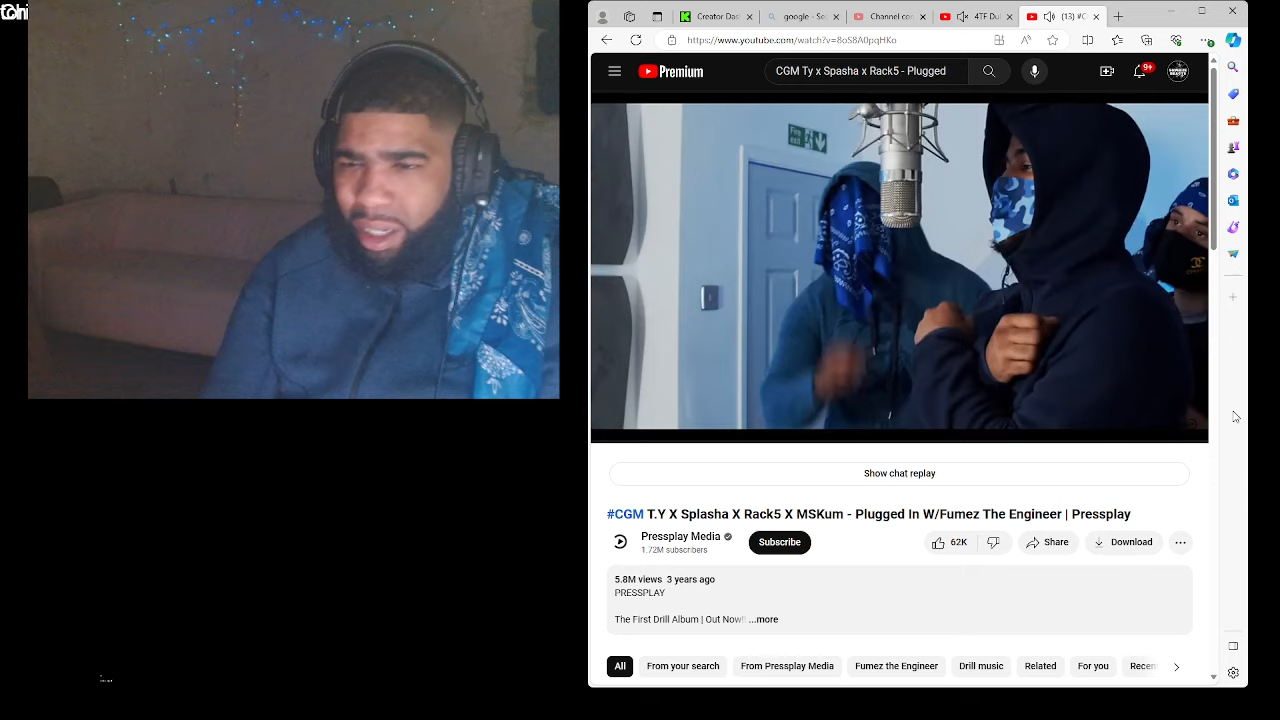 Creator Das
google - Se
Channel co
4TF Du
(13) #C
https://www.youtube.com/watch?v=8oS8A0pqHKo
Premium
CGM Ty x Spasha x Rack5 - Plugged
9+
Fire exit
Show chat replay
#CGM T.Y X Splasha X Rack5 X MSKum - Plugged In W/Fumez The Engineer | Pressplay
Pressplay Media
1.72M subscribers
Subscribe
62K
Share
Download
5.8M views 3 years ago
PRESSPLAY
The First Drill Album | Out Now!! ...more
All
From your search
From Pressplay Media
Fumez the Engineer
Drill music
Related
For you
Recen